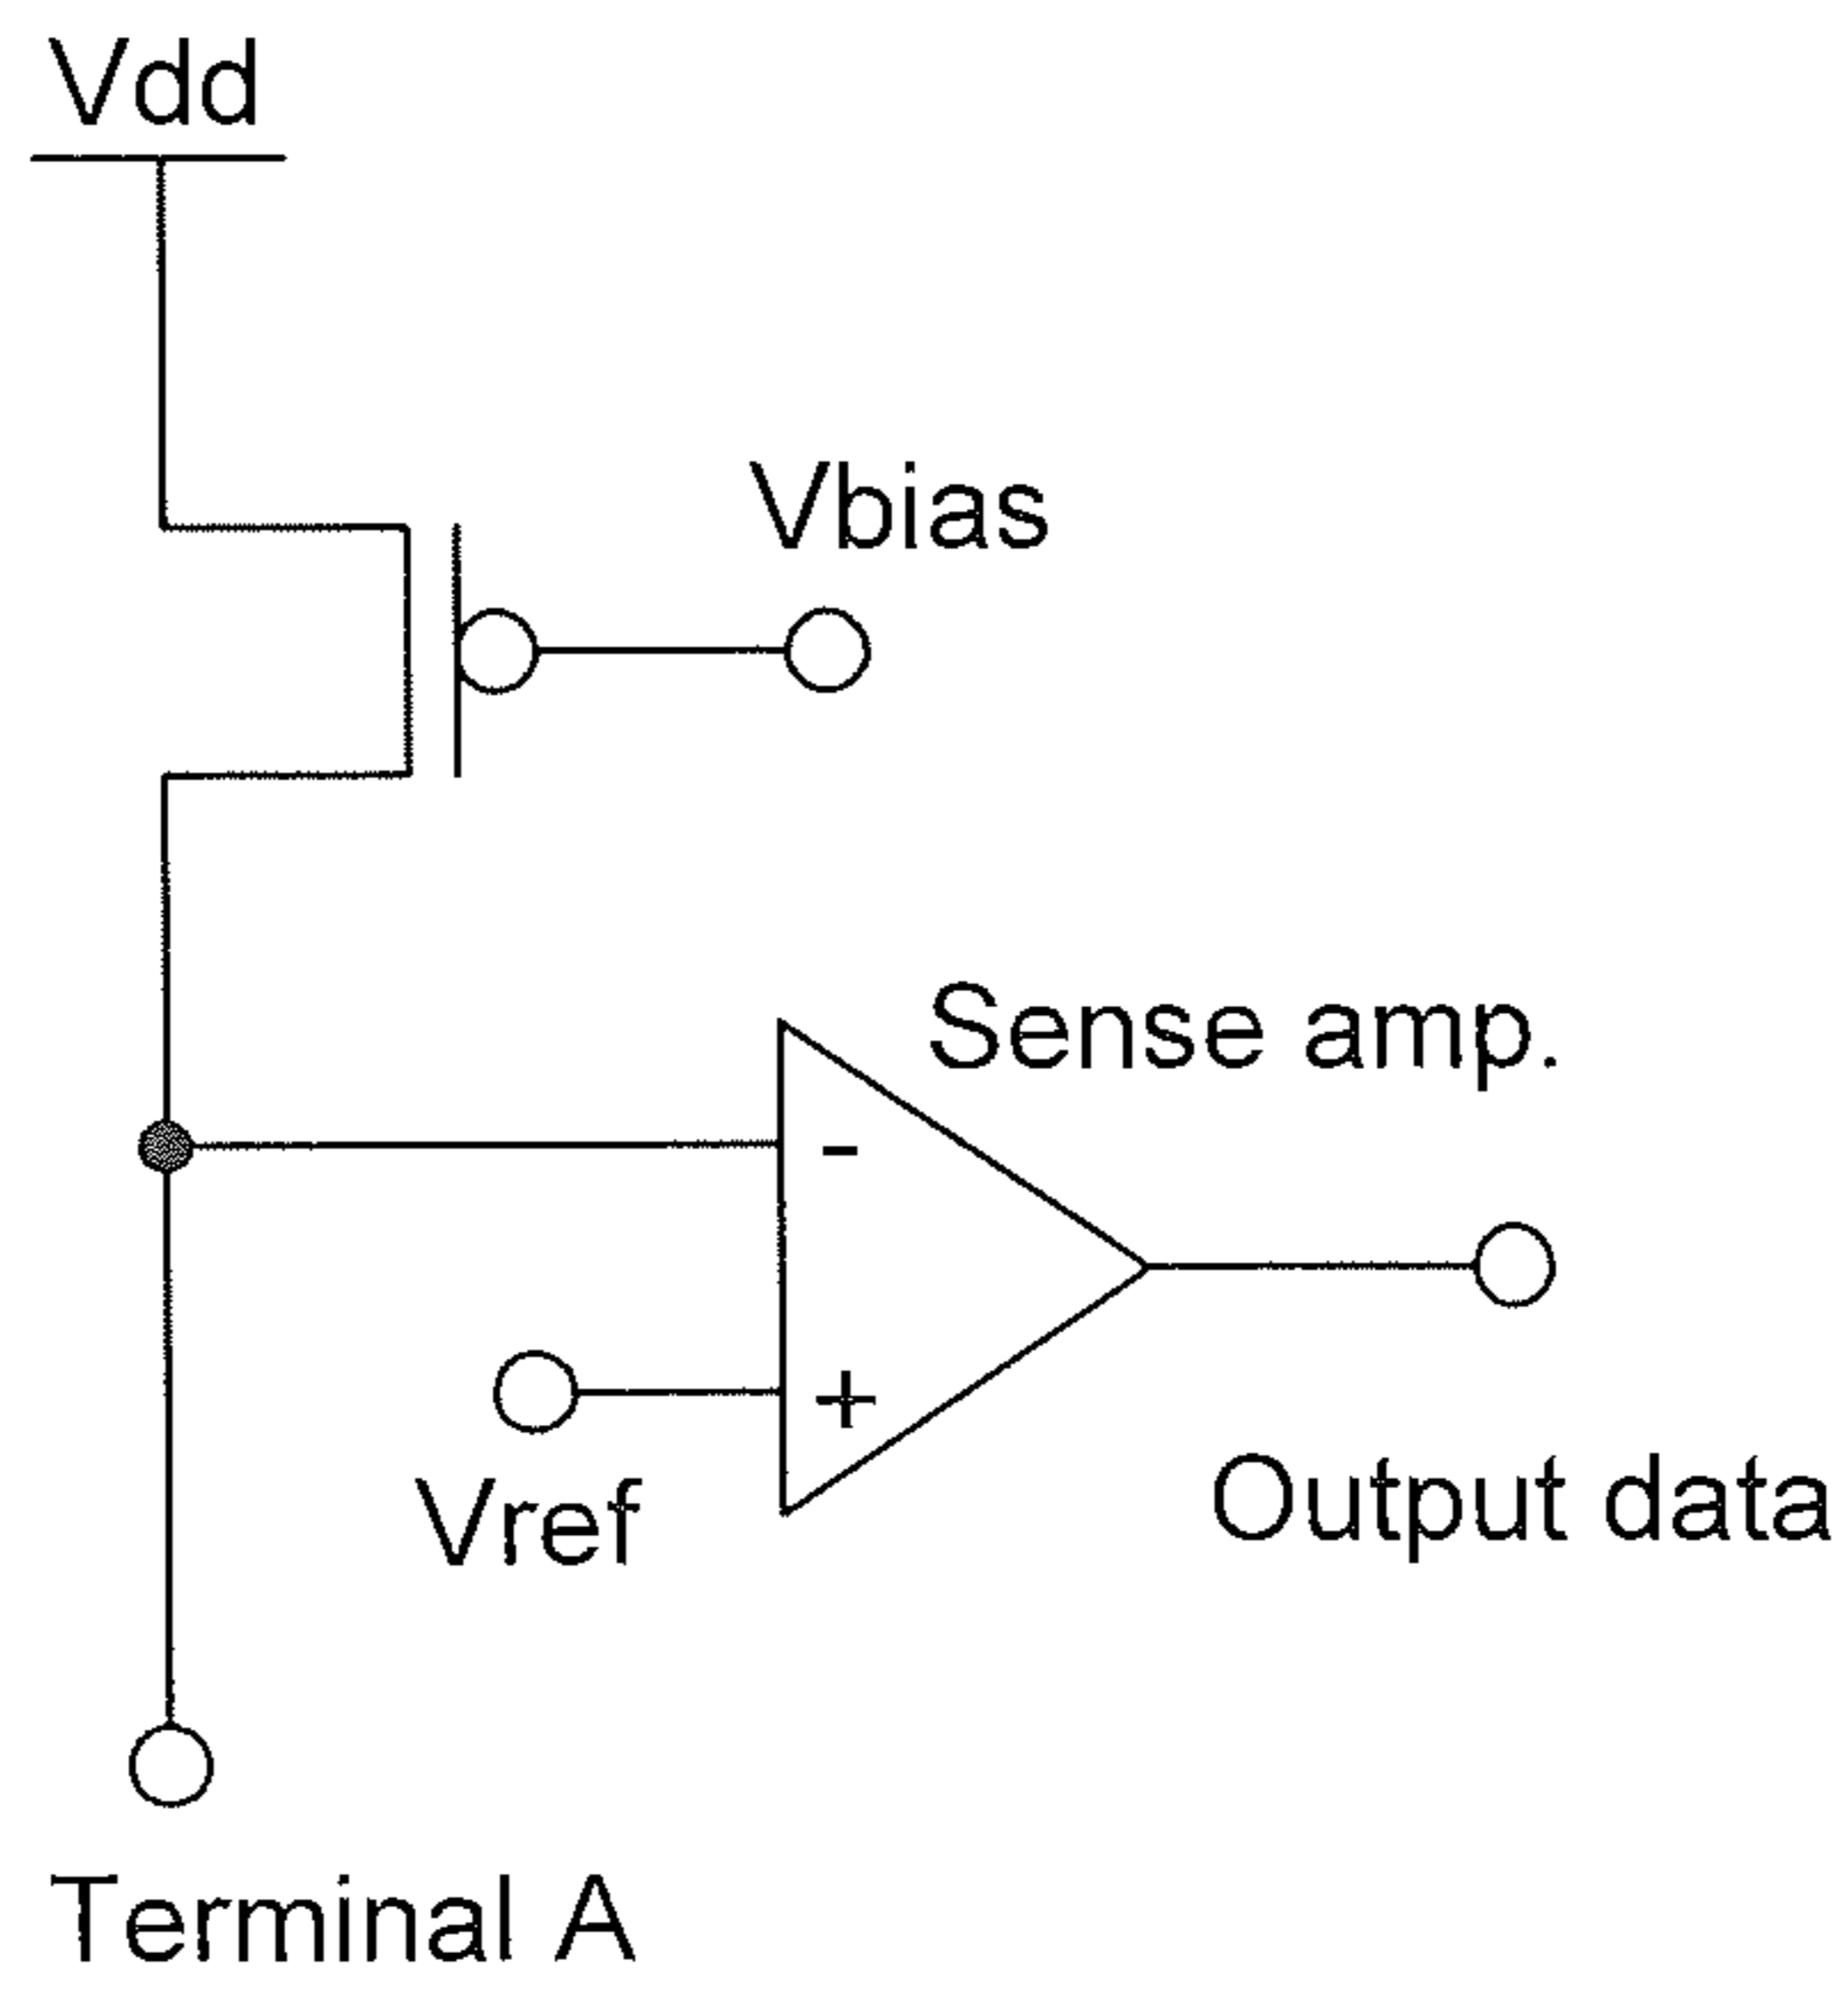 Vdd
Vbias
Sense amp.
-
+
Vref
Output data
Terminal A